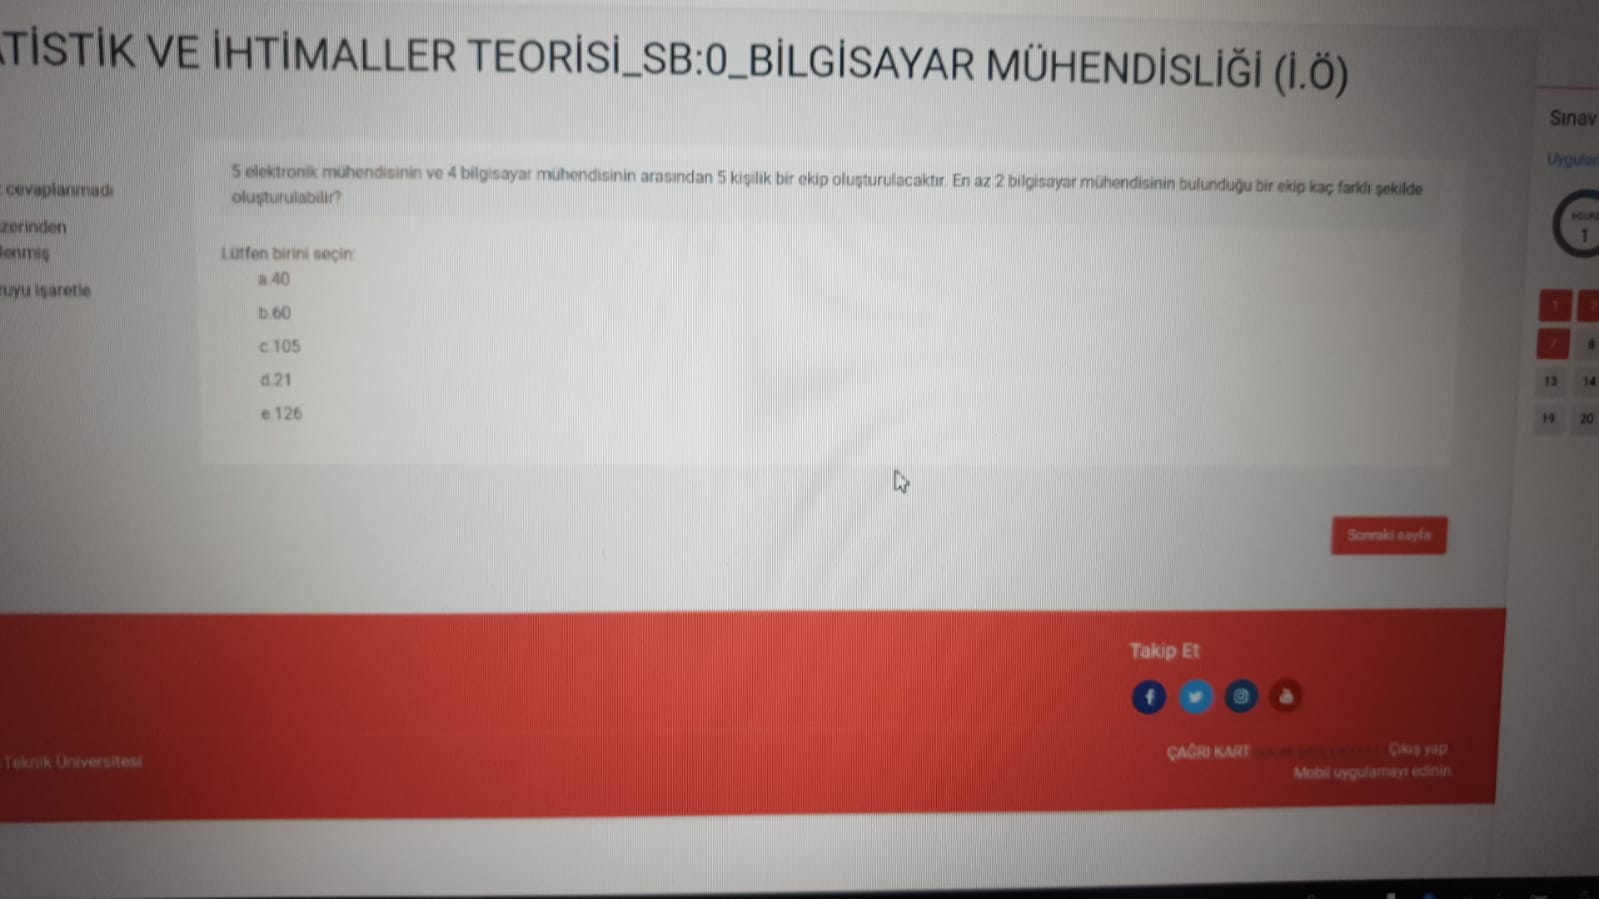 TİSTİK VE İHTİMALLER TEORİSİ_SB:0_BİLGİSAYAR MÜHENDİSLİĞİ (İ.Ö)
cevaplanmadı
zerinden
lenmiş
ruyu işaretle
5 elektronik mühendisinin ve 4 bilgisayar mühendisinin arasından 5 kişilik bir ekip oluşturulacaktır. En az 2 bilgisayar mühendisinin bulunduğu bir ekip kaç farklı şekilde
oluşturulabilir?
Lütfen birini seçin:
a.40
b.60
c.105
d.21
e.126
Sonraki sayfa
Sınav
Uygular
HOURS
1
1
7 8
13 14
19 20
Takip Et
Teknik Üniversitesi
ÇAĞRI KART
Çıkış yap
Mobil uygulamayı edinin